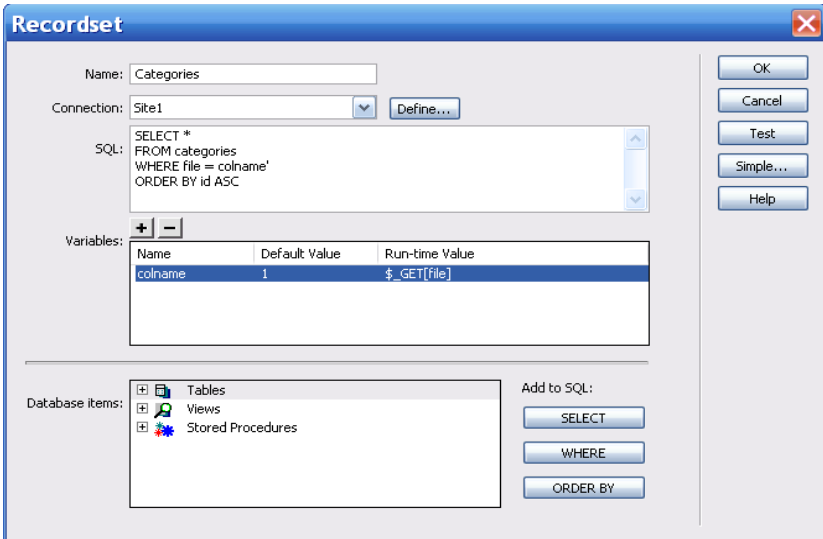 Recordset
Name: Categories
Connection: Site1 Define...
SQL: SELECT *
FROM categories
WHERE file = colname'
ORDER BY id ASC
Variables: + −
Name Default Value Run-time Value
colname 1 $_GET[file]
Database items: Tables
Views
Stored Procedures
Add to SQL:
SELECT
WHERE
ORDER BY
OK
Cancel
Test
Simple...
Help